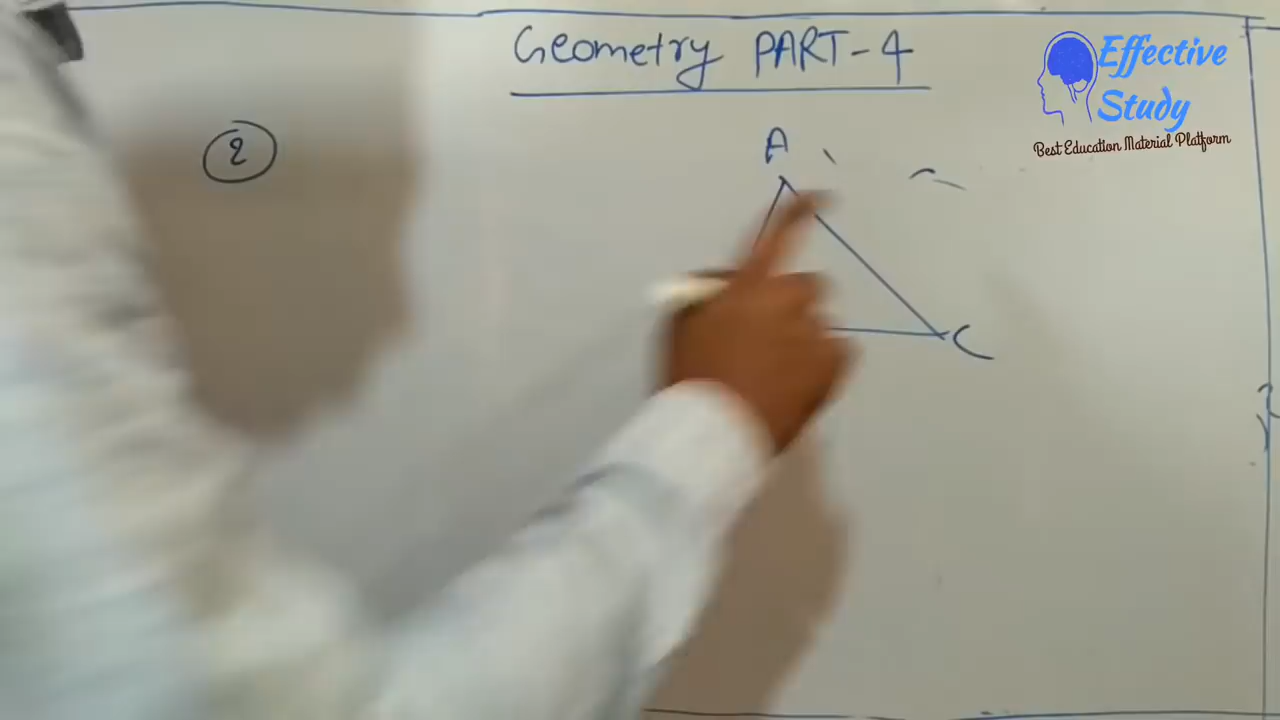 Geometry PART-4
Effective
Study
Best Education Material Platform
2
A
C